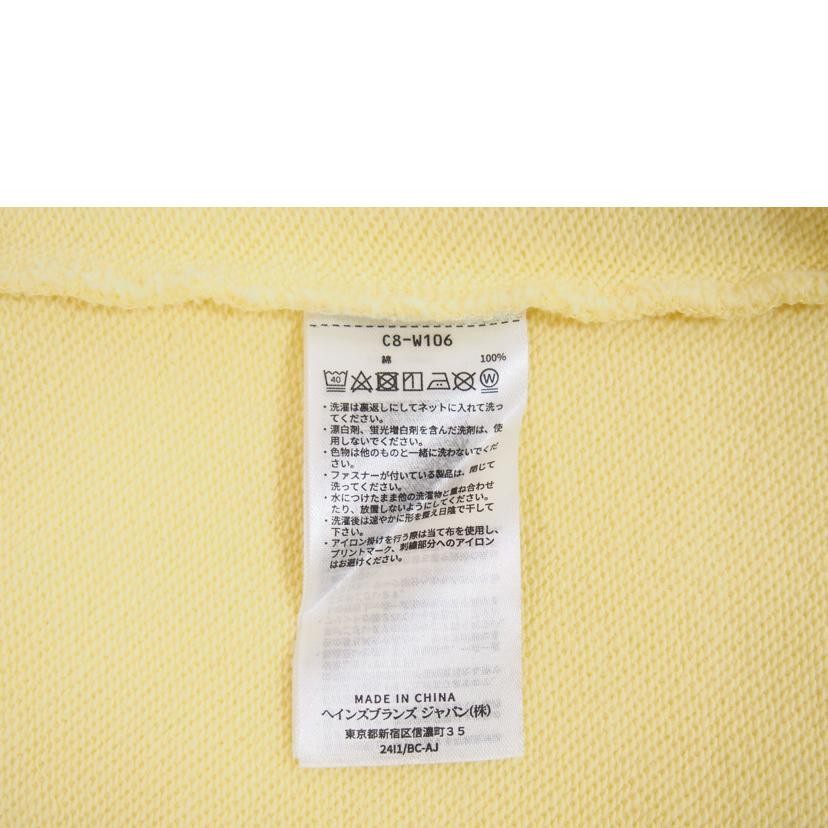 C8-W106
綿 100%
40 W
・洗濯は裏返しにしてネットに入れて洗っ
てください。
・漂白剤、蛍光増白剤を含んだ洗剤は、使
用しないでください。
・色物は他のものと一緒に洗わないでくだ
さい。
・ファスナーが付いている製品は、閉じて
洗ってください。
・水につけたまま他の洗濯物と重ね合わせ
たり、放置しないようにしてください。
・洗濯後は速やかに形を整え日陰で干して
下さい。
・アイロン掛けを行う際は当て布を使用し、
プリントマーク、刺繍部分へのアイロン
はお避けください。
MADE IN CHINA
ヘインズブランズ ジャパン(株)
東京都新宿区信濃町35
24I1/BC-AJ